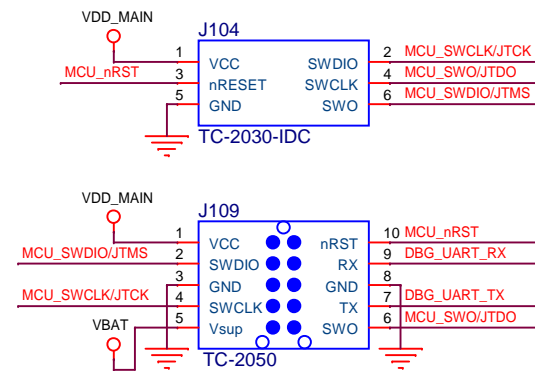 VDD_MAIN
J104
1 VCC SWDIO 2 MCU_SWCLK/JTCK
MCU_nRST 3 nRESET SWCLK 4 MCU_SWO/JTDO
5 GND SWO 6 MCU_SWDIO/JTMS
TC-2030-IDC
VDD_MAIN
J109
1 VCC nRST 10 MCU_nRST
MCU_SWDIO/JTMS 2 SWDIO RX 9 DBG_UART_RX
3 GND GND 8
MCU_SWCLK/JTCK 4 SWCLK TX 7 DBG_UART_TX
VBAT 5 Vsup SWO 6 MCU_SWO/JTDO
TC-2050